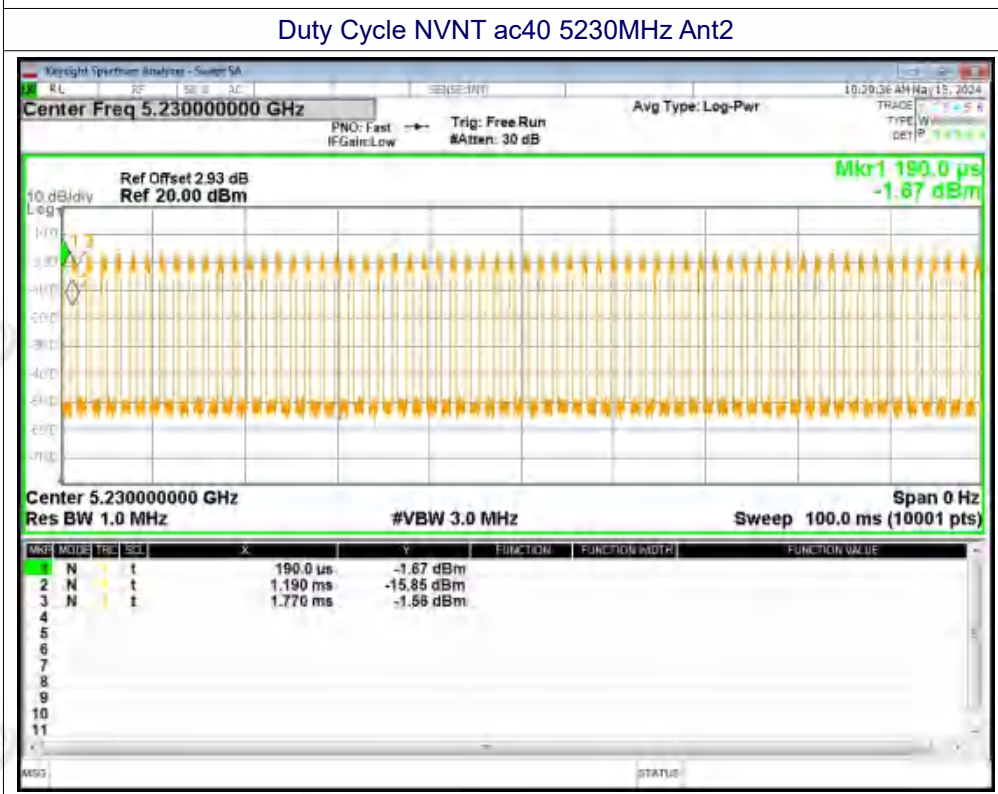 Duty Cycle NVNT ac40 5230MHz Ant2
Keysight Spectrum Analyzer - Swept SA
RL RF AC SENSE:INT 10:29:36 AM May 15, 2024
Center Freq 5.230000000 GHz Avg Type: Log-Pwr TRACE
PNO: Fast Trig: Free Run TYPE
IFGain:Low #Atten: 30 dB DET
Mkr1 190.0 µs
-1.67 dBm
Ref Offset 2.93 dB
10 dB/div Ref 20.00 dBm
Log
Center 5.230000000 GHz Span 0 Hz
Res BW 1.0 MHz #VBW 3.0 MHz Sweep 100.0 ms (10001 pts)
MKR MODE TRC SCL X Y FUNCTION FUNCTION WIDTH FUNCTION VALUE
1 N 1 t 190.0 µs -1.67 dBm
2 N 1 t 1.190 ms -15.85 dBm
3 N 1 t 1.770 ms -1.56 dBm
4
5
6
7
8
9
10
11
MSG STATUS